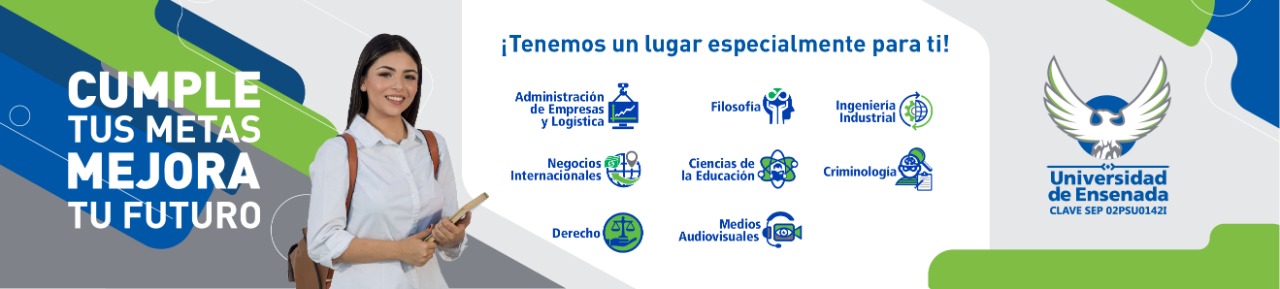 CUMPLE
TUS METAS
MEJORA
TU FUTURO
¡Tenemos un lugar especialmente para ti!
Administración
de Empresas
y Logística
Filosofía
Ingeniería
Industrial
Negocios
Internacionales
Ciencias de
la Educación
Criminología
Derecho
Medios
Audiovisuales
Universidad
de Ensenada
CLAVE SEP 02PSU0142I